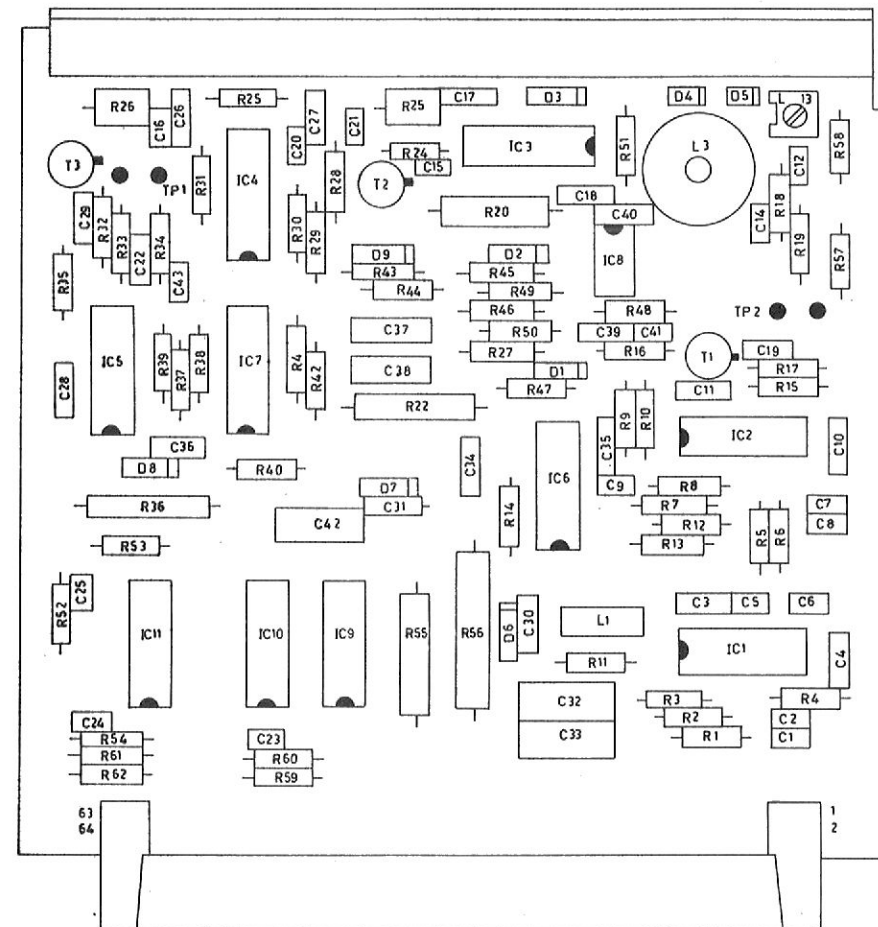 R26
C16
C26
R25
C27
C20
C21
R25
C17
D3
D4
D5
L 13
R58
T3
TP1
R31
IC4
R28
R24
C15
T2
IC3
R51
L3
C12
R18
C14
R19
R57
C29
R32
R33
C22
R34
C43
R35
R30
R29
R20
C18
C40
IC8
D9
R43
R44
D2
R45
R49
R46
R50
R27
R48
C39
C41
R16
TP2
T1
C19
R17
R15
C11
IC5
R39
R37
R38
IC7
R4
R42
C37
C38
R22
D1
R47
C28
C36
D8
R40
R36
R53
D7
C31
C42
C34
R14
IC6
C35
C9
R9
R10
IC2
C10
R8
R7
R12
R13
R5
R6
C7
C8
R52
C25
IC11
IC10
IC9
R55
R56
D6
C30
L1
R11
C32
C33
C3
C5
C6
IC1
C4
R3
R2
R1
R4
C2
C1
C24
R54
R61
R62
C23
R60
R59
63
64
1
2